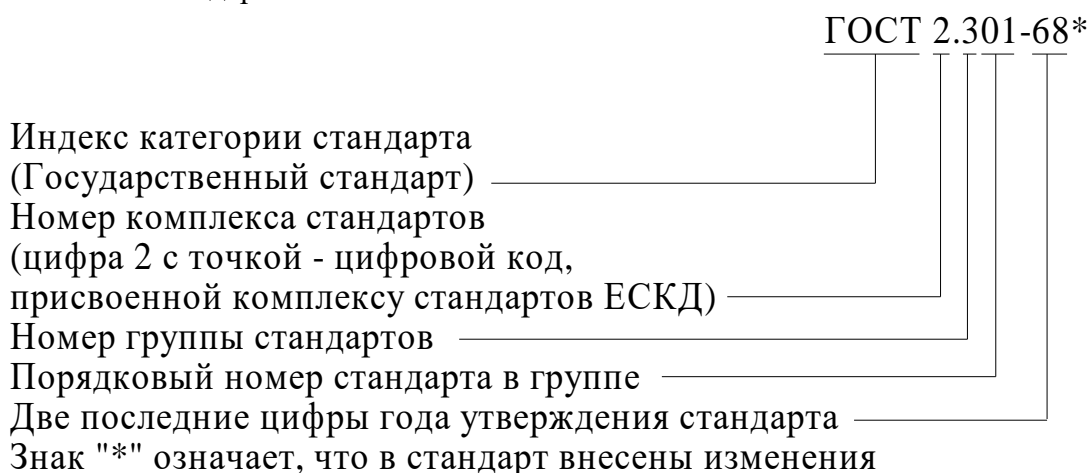 ГОСТ 2.301-68*
Индекс категории стандарта
(Государственный стандарт)
Номер комплекса стандартов
(цифра 2 с точкой - цифровой код,
присвоенной комплексу стандартов ЕСКД)
Номер группы стандартов
Порядковый номер стандарта в группе
Две последние цифры года утверждения стандарта
Знак "*" означает, что в стандарт внесены изменения